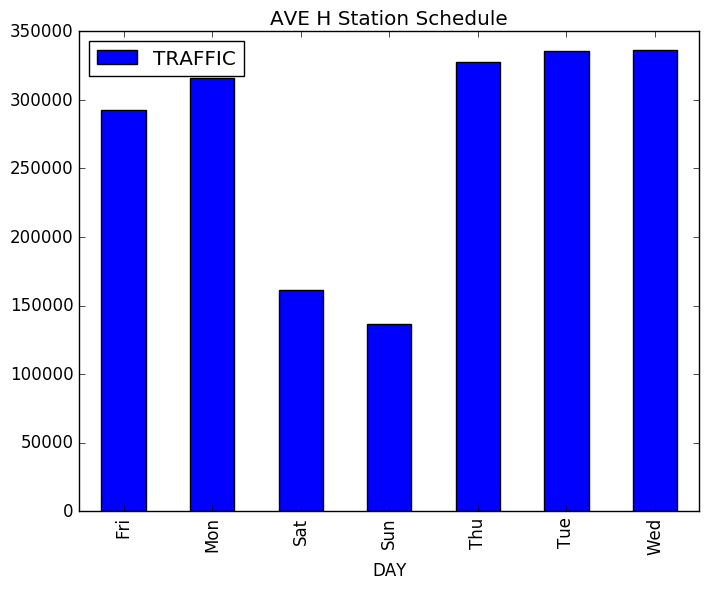 AVE H Station Schedule
TRAFFIC
350000
300000
250000
200000
150000
100000
50000
0
Fri
Mon
Sat
Sun
Thu
Tue
Wed
DAY